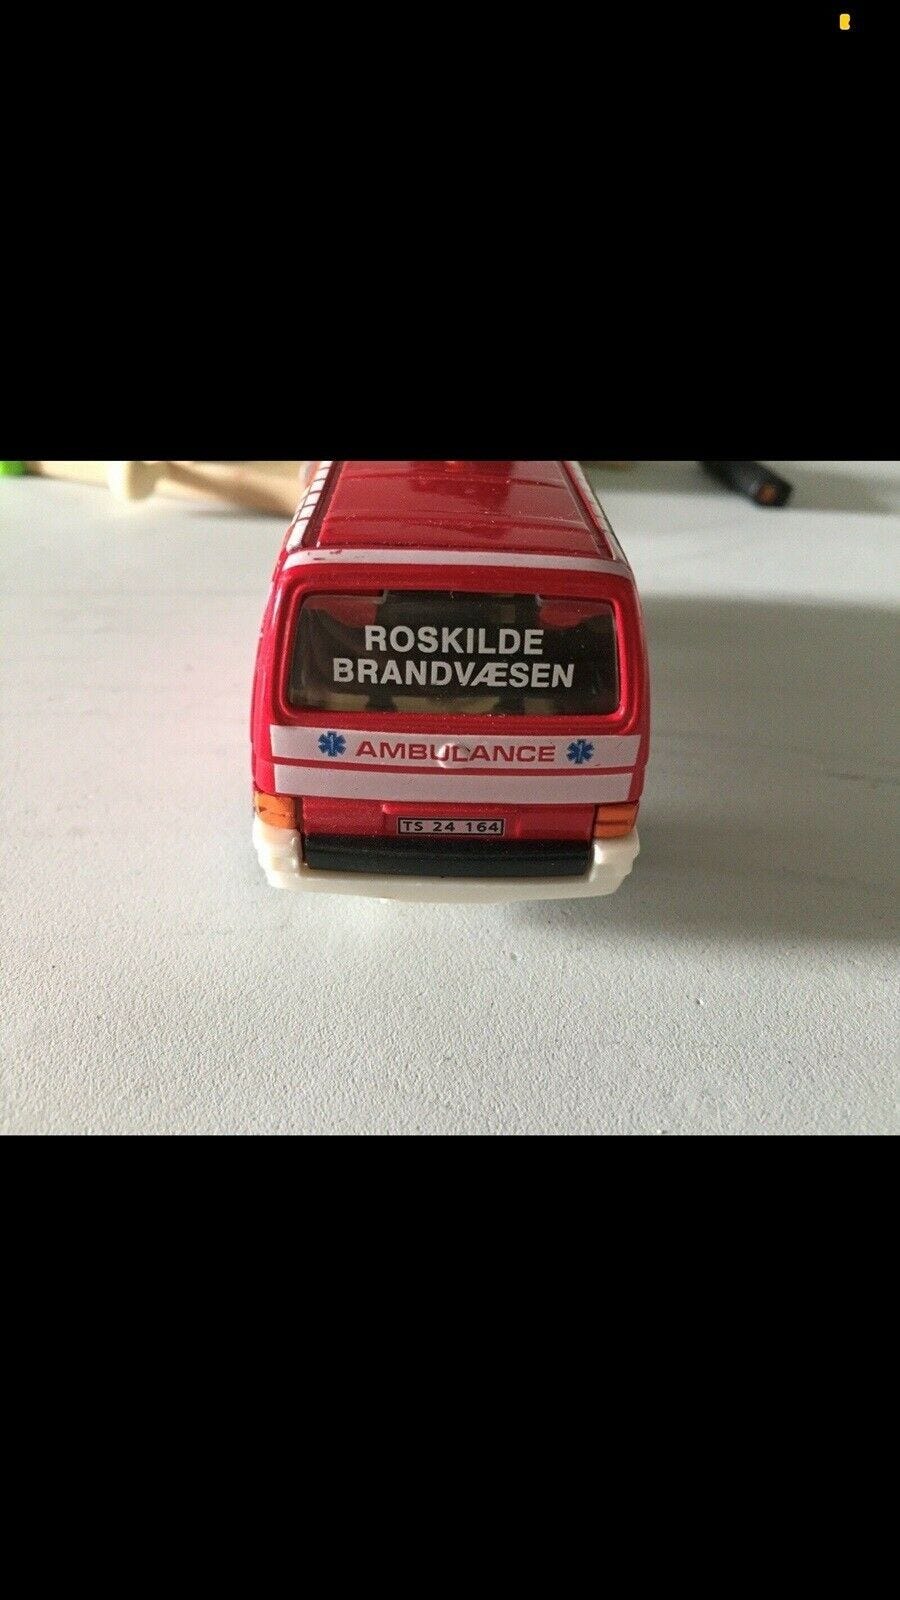 ROSKILDE
BRANDVÆSEN
AMBULANCE
TS 24 164